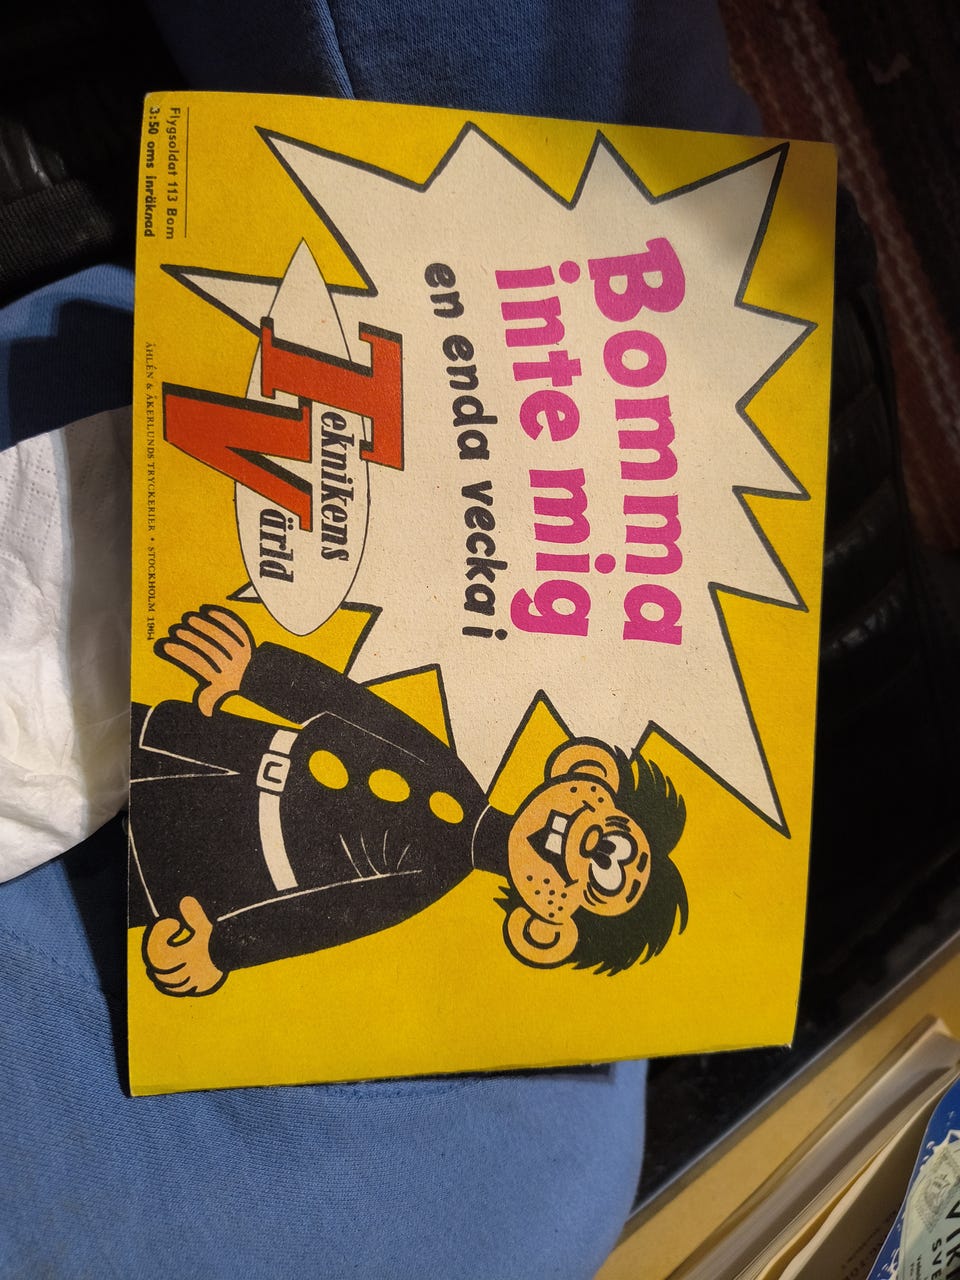 Bomma
inte mig
en enda vecka i
Teknikens
Värld
Flygsoldat 113 Bom
3:50 oms inräknad
ÅHLÉN & ÅKERLUNDS TRYCKERIER • STOCKHOLM 1964